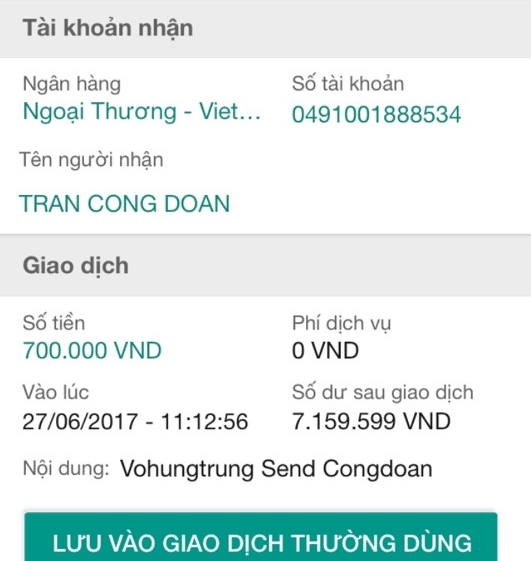 Tài khoản nhận
Ngân hàng
Ngoại Thương - Viet...
Số tài khoản
0491001888534
Tên người nhận
TRAN CONG DOAN
Giao dịch
Số tiền
700.000 VND
Phí dịch vụ
0 VND
Vào lúc
27/06/2017 - 11:12:56
Số dư sau giao dịch
7.159.599 VND
Nội dung: Vohungtrung Send Congdoan
LƯU VÀO GIAO DỊCH THƯỜNG DÙNG